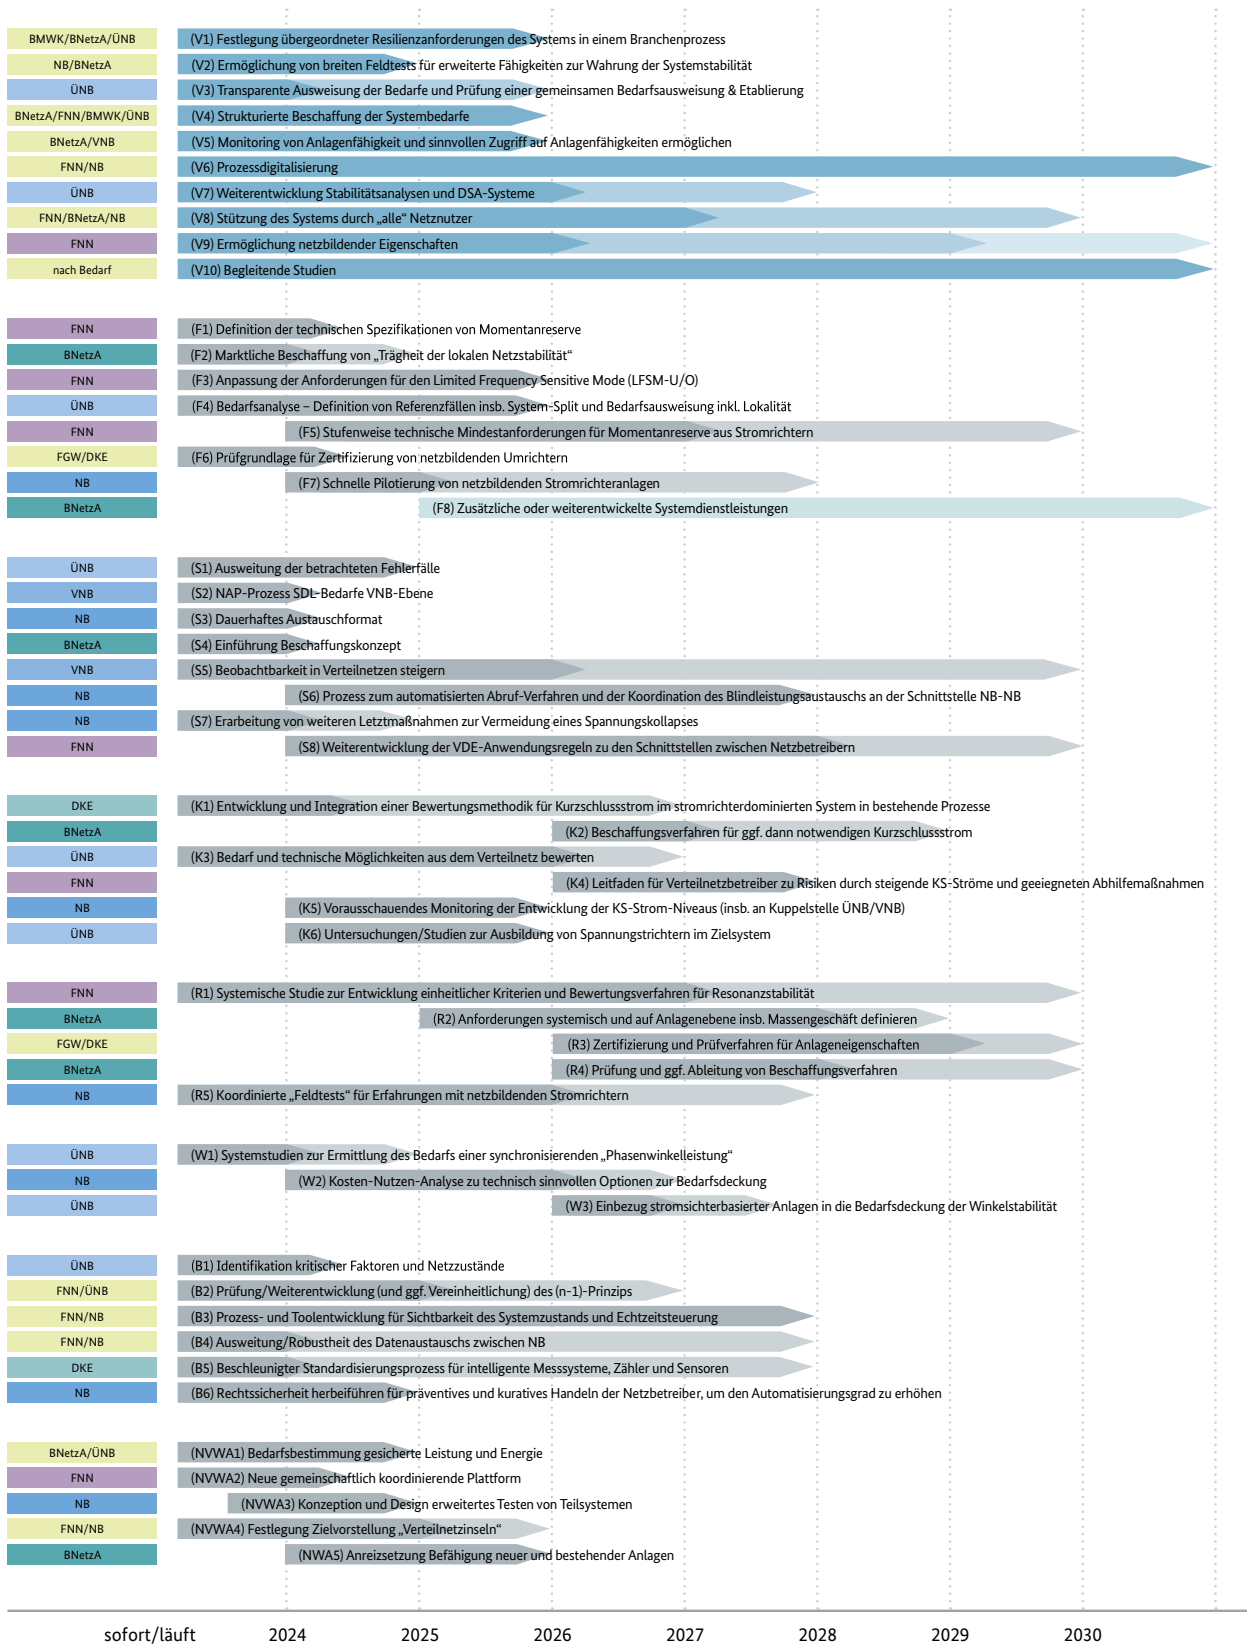 BMWK/BNetzA/ÜNB (V1) Festlegung übergeordneter Resilienzanforderungen des Systems in einem Branchenprozess
NB/BNetzA (V2) Ermöglichung von breiten Feldtests für erweiterte Fähigkeiten zur Wahrung der Systemstabilität
ÜNB (V3) Transparente Ausweisung der Bedarfe und Prüfung einer gemeinsamen Bedarfsausweisung & Etablierung
BNetzA/FNN/BMWK/ÜNB (V4) Strukturierte Beschaffung der Systembedarfe
BNetzA/VNB (V5) Monitoring von Anlagenfähigkeit und sinnvollen Zugriff auf Anlagenfähigkeiten ermöglichen
FNN/NB (V6) Prozessdigitalisierung
ÜNB (V7) Weiterentwicklung Stabilitätsanalysen und DSA-Systeme
FNN/BNetzA/NB (V8) Stützung des Systems durch „alle“ Netznutzer
FNN (V9) Ermöglichung netzbildender Eigenschaften
nach Bedarf (V10) Begleitende Studien
FNN (F1) Definition der technischen Spezifikationen von Momentanreserve
BNetzA (F2) Marktliche Beschaffung von „Trägheit der lokalen Netzstabilität“
FNN (F3) Anpassung der Anforderungen für den Limited Frequency Sensitive Mode (LFSM-U/O)
ÜNB (F4) Bedarfsanalyse – Definition von Referenzfällen insb. System-Split und Bedarfsausweisung inkl. Lokalität
FNN (F5) Stufenweise technische Mindestanforderungen für Momentanreserve aus Stromrichtern
FGW/DKE (F6) Prüfgrundlage für Zertifizierung von netzbildenden Umrichtern
NB (F7) Schnelle Pilotierung von netzbildenden Stromrichteranlagen
BNetzA (F8) Zusätzliche oder weiterentwickelte Systemdienstleistungen
ÜNB (S1) Ausweitung der betrachteten Fehlerfälle
VNB (S2) NAP-Prozess SDL-Bedarfe VNB-Ebene
NB (S3) Dauerhaftes Austauschformat
BNetzA (S4) Einführung Beschaffungskonzept
VNB (S5) Beobachtbarkeit in Verteilnetzen steigern
NB (S6) Prozess zum automatisierten Abruf-Verfahren und der Koordination des Blindleistungsaustauschs an der Schnittstelle NB-NB
NB (S7) Erarbeitung von weiteren Letztmaßnahmen zur Vermeidung eines Spannungskollapses
FNN (S8) Weiterentwicklung der VDE-Anwendungsregeln zu den Schnittstellen zwischen Netzbetreibern
DKE (K1) Entwicklung und Integration einer Bewertungsmethodik für Kurzschlussstrom im stromrichterdominierten System in bestehende Prozesse
BNetzA (K2) Beschaffungsverfahren für ggf. dann notwendigen Kurzschlussstrom
ÜNB (K3) Bedarf und technische Möglichkeiten aus dem Verteilnetz bewerten
FNN (K4) Leitfaden für Verteilnetzbetreiber zu Risiken durch steigende KS-Ströme und geeiegneten Abhilfemaßnahmen
NB (K5) Vorausschauendes Monitoring der Entwicklung der KS-Strom-Niveaus (insb. an Kuppelstelle ÜNB/VNB)
ÜNB (K6) Untersuchungen/Studien zur Ausbildung von Spannungstrichtern im Zielsystem
FNN (R1) Systemische Studie zur Entwicklung einheitlicher Kriterien und Bewertungsverfahren für Resonanzstabilität
BNetzA (R2) Anforderungen systemisch und auf Anlagenebene insb. Massengeschäft definieren
FGW/DKE (R3) Zertifizierung und Prüfverfahren für Anlageneigenschaften
BNetzA (R4) Prüfung und ggf. Ableitung von Beschaffungsverfahren
NB (R5) Koordinierte „Feldtests“ für Erfahrungen mit netzbildenden Stromrichtern
ÜNB (W1) Systemstudien zur Ermittlung des Bedarfs einer synchronisierenden „Phasenwinkelleistung“
NB (W2) Kosten-Nutzen-Analyse zu technisch sinnvollen Optionen zur Bedarfsdeckung
ÜNB (W3) Einbezug stromsichterbasierter Anlagen in die Bedarfsdeckung der Winkelstabilität
ÜNB (B1) Identifikation kritischer Faktoren und Netzzustände
FNN/ÜNB (B2) Prüfung/Weiterentwicklung (und ggf. Vereinheitlichung) des (n-1)-Prinzips
FNN/NB (B3) Prozess- und Toolentwicklung für Sichtbarkeit des Systemzustands und Echtzeitsteuerung
FNN/NB (B4) Ausweitung/Robustheit des Datenaustauschs zwischen NB
DKE (B5) Beschleunigter Standardisierungsprozess für intelligente Messsysteme, Zähler und Sensoren
NB (B6) Rechtssicherheit herbeiführen für präventives und kuratives Handeln der Netzbetreiber, um den Automatisierungsgrad zu erhöhen
BNetzA/ÜNB (NVWA1) Bedarfsbestimmung gesicherte Leistung und Energie
FNN (NVWA2) Neue gemeinschaftlich koordinierende Plattform
NB (NVWA3) Konzeption und Design erweitertes Testen von Teilsystemen
FNN/NB (NVWA4) Festlegung Zielvorstellung „Verteilnetzinseln“
BNetzA (NWA5) Anreizsetzung Befähigung neuer und bestehender Anlagen
sofort/läuft 2024 2025 2026 2027 2028 2029 2030